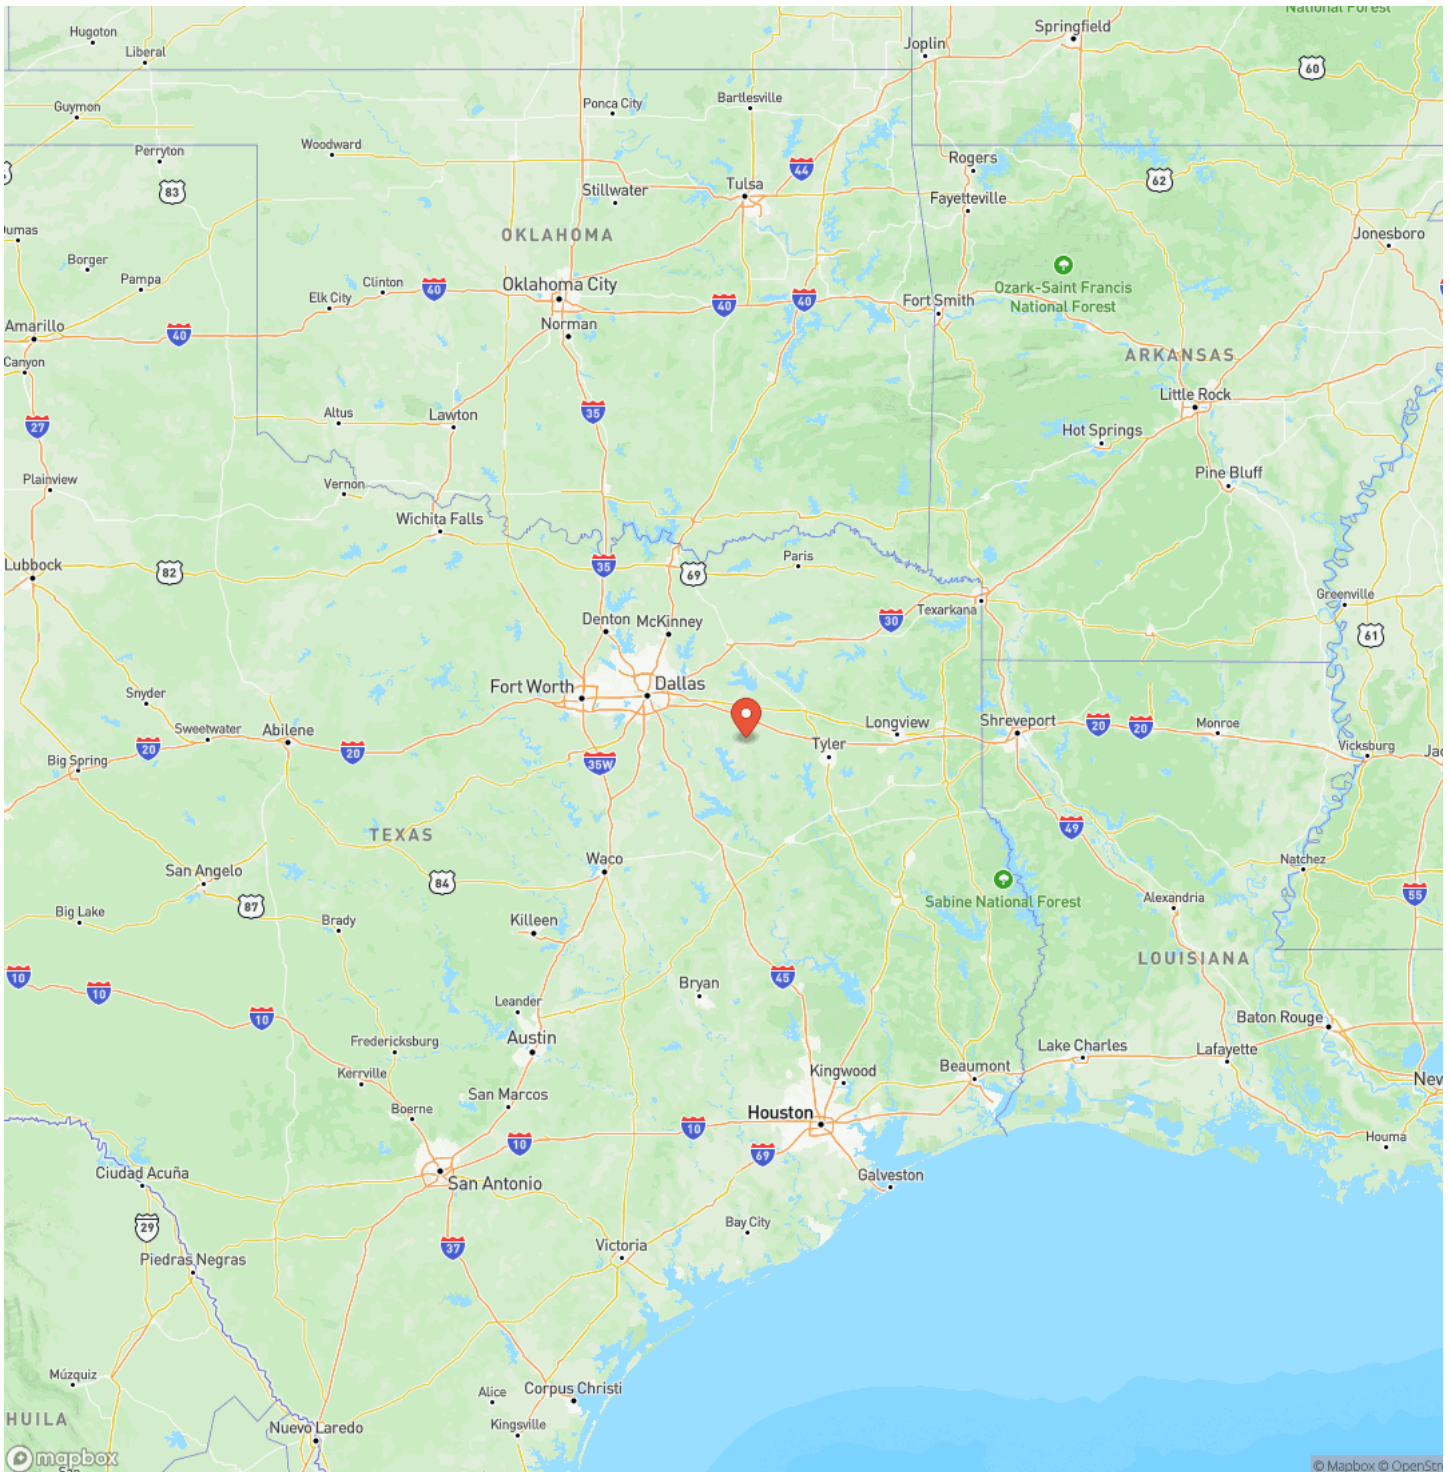 National Forest
Hugoton
Liberal
Joplin
Springfield
60
Guymon
Ponca City
Bartlesville
Perryton
83
Woodward
Stillwater
Tulsa
44
Rogers
62
Fayetteville
Dumas
Borger
Pampa
OKLAHOMA
Jonesboro
Clinton
40
Elk City
Oklahoma City
40
40
Fort Smith
Ozark-Saint Francis
National Forest
Amarillo
40
Norman
Canyon
ARKANSAS
27
Altus
Lawton
35
Little Rock
Hot Springs
Plainview
Vernon
Pine Bluff
Wichita Falls
Lubbock
82
35
69
Paris
Texarkana
30
Greenville
61
Denton
McKinney
Snyder
Fort Worth
Dallas
Sweetwater
Abilene
20
20
Big Spring
35W
Tyler
Longview
Shreveport
20
20
Monroe
Vicksburg
Jac
TEXAS
49
San Angelo
84
Waco
Natchez
87
Big Lake
Brady
Killeen
Sabine National Forest
Alexandria
55
10
10
10
Leander
Bryan
45
LOUISIANA
Austin
Fredericksburg
Kerrville
Baton Rouge
Boerne
San Marcos
Kingwood
Beaumont
Lake Charles
Lafayette
New
Houston
10
10
69
Houma
Ciudad Acuña
San Antonio
Galveston
29
Piedras Negras
37
Victoria
Bay City
Múzquiz
Alice
Corpus Christi
HUILA
Nuevo Laredo
Kingsville
mapbox
San
© Mapbox © OpenStre